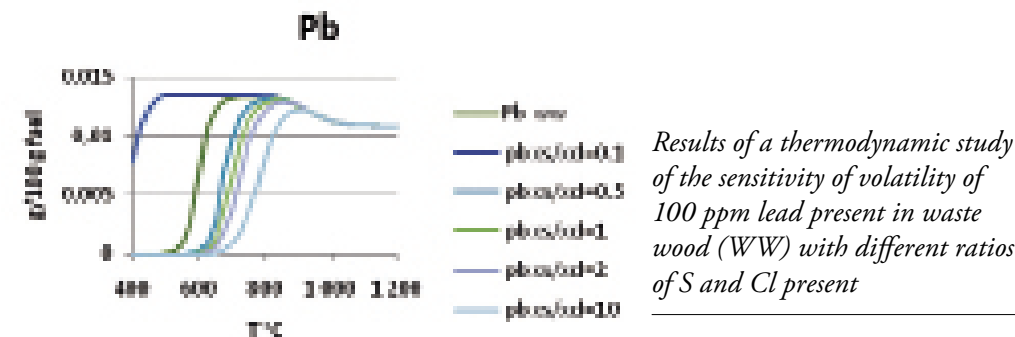 Pb
0.015
0.01
0.005
0
g/100 g fuel
400 600 800 1 000 1 200
T°C
Pb ww
Results of a thermodynamic study
of the sensitivity of volatility of
100 ppm lead present in waste
wood (WW) with different ratios
of S and Cl present